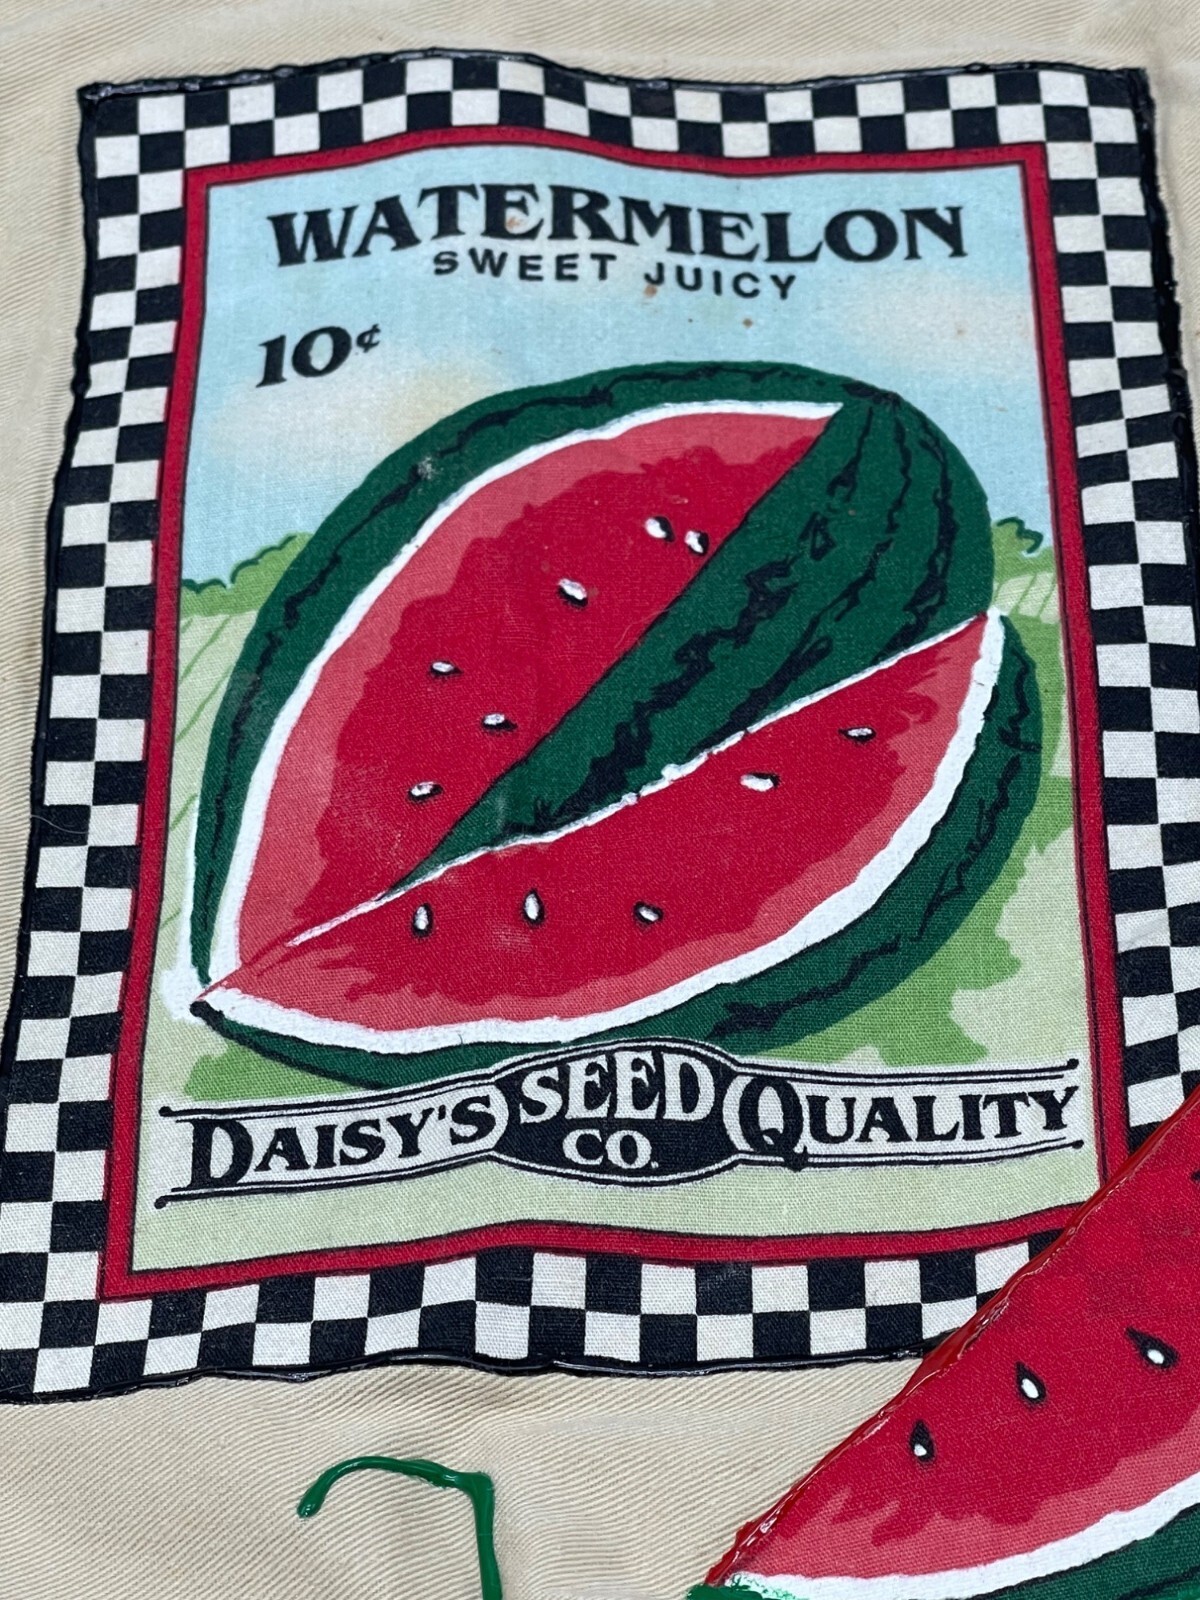 WATERMELON
SWEET JUICY
10¢
DAISY'S SEED CO. QUALITY